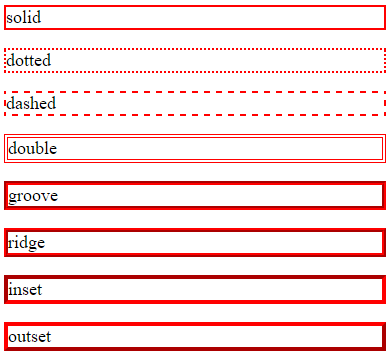 solid
dotted
dashed
double
groove
ridge
inset
outset